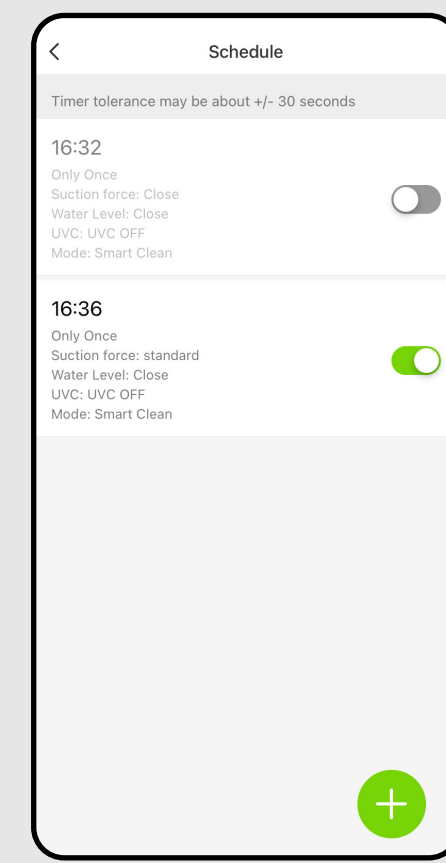 Schedule
Timer tolerance may be about +/- 30 seconds
16:32
Only Once
Suction force: Close
Water Level: Close
UVC: UVC OFF
Mode: Smart Clean
16:36
Only Once
Suction force: standard
Water Level: Close
UVC: UVC OFF
Mode: Smart Clean